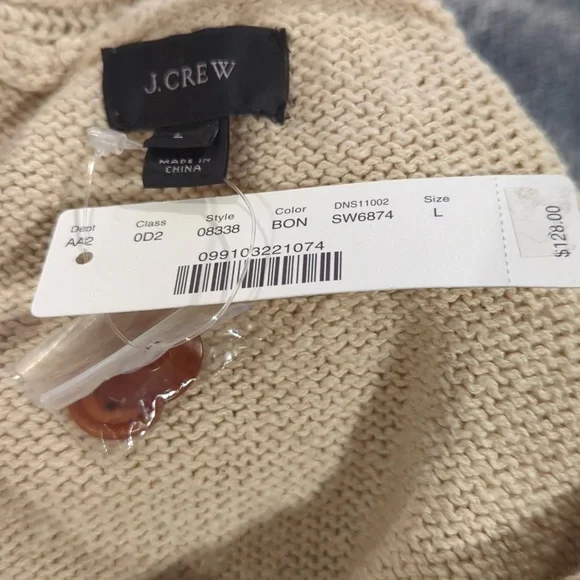 J.CREW
MADE IN
CHINA
Dept Class Style Color DNS11002 Size
AA2 0D2 08338 BON SW6874 L
099103221074
$128.00